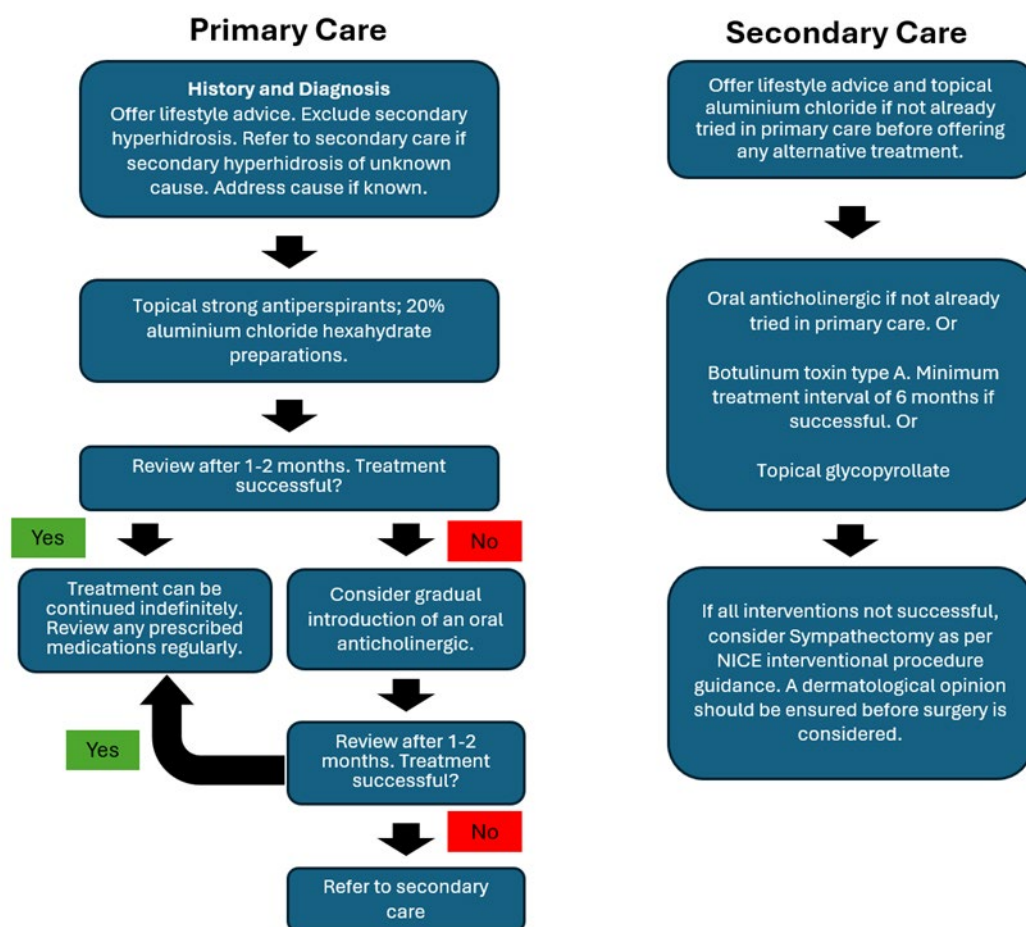 Primary Care
History and Diagnosis
Offer lifestyle advice. Exclude secondary
hyperhidrosis. Refer to secondary care if
secondary hyperhidrosis of unknown
cause. Address cause if known.
Topical strong antiperspirants; 20%
aluminium chloride hexahydrate
preparations.
Review after 1-2 months. Treatment
successful?
Yes
No
Treatment can be
continued indefinitely.
Review any prescribed
medications regularly.
Consider gradual
introduction of an oral
anticholinergic.
Yes
Review after 1-2
months. Treatment
successful?
No
Refer to secondary
care
Secondary Care
Offer lifestyle advice and topical
aluminium chloride if not already
tried in primary care before offering
any alternative treatment.
Oral anticholinergic if not already
tried in primary care. Or
Botulinum toxin type A. Minimum
treatment interval of 6 months if
successful. Or
Topical glycopyrollate
If all interventions not successful,
consider Sympathectomy as per
NICE interventional procedure
guidance. A dermatological opinion
should be ensured before surgery is
considered.